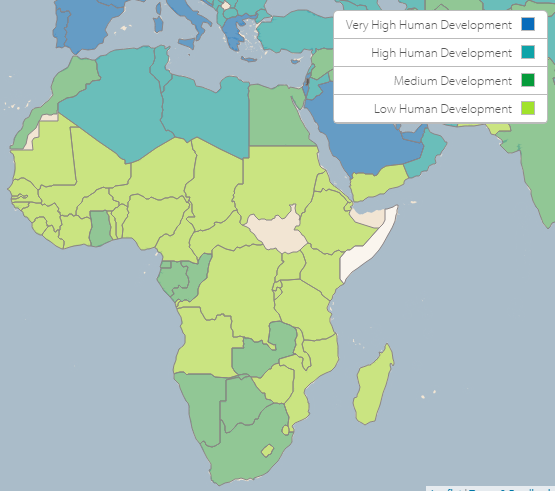 Very High Human Development
High Human Development
Medium Development
Low Human Development